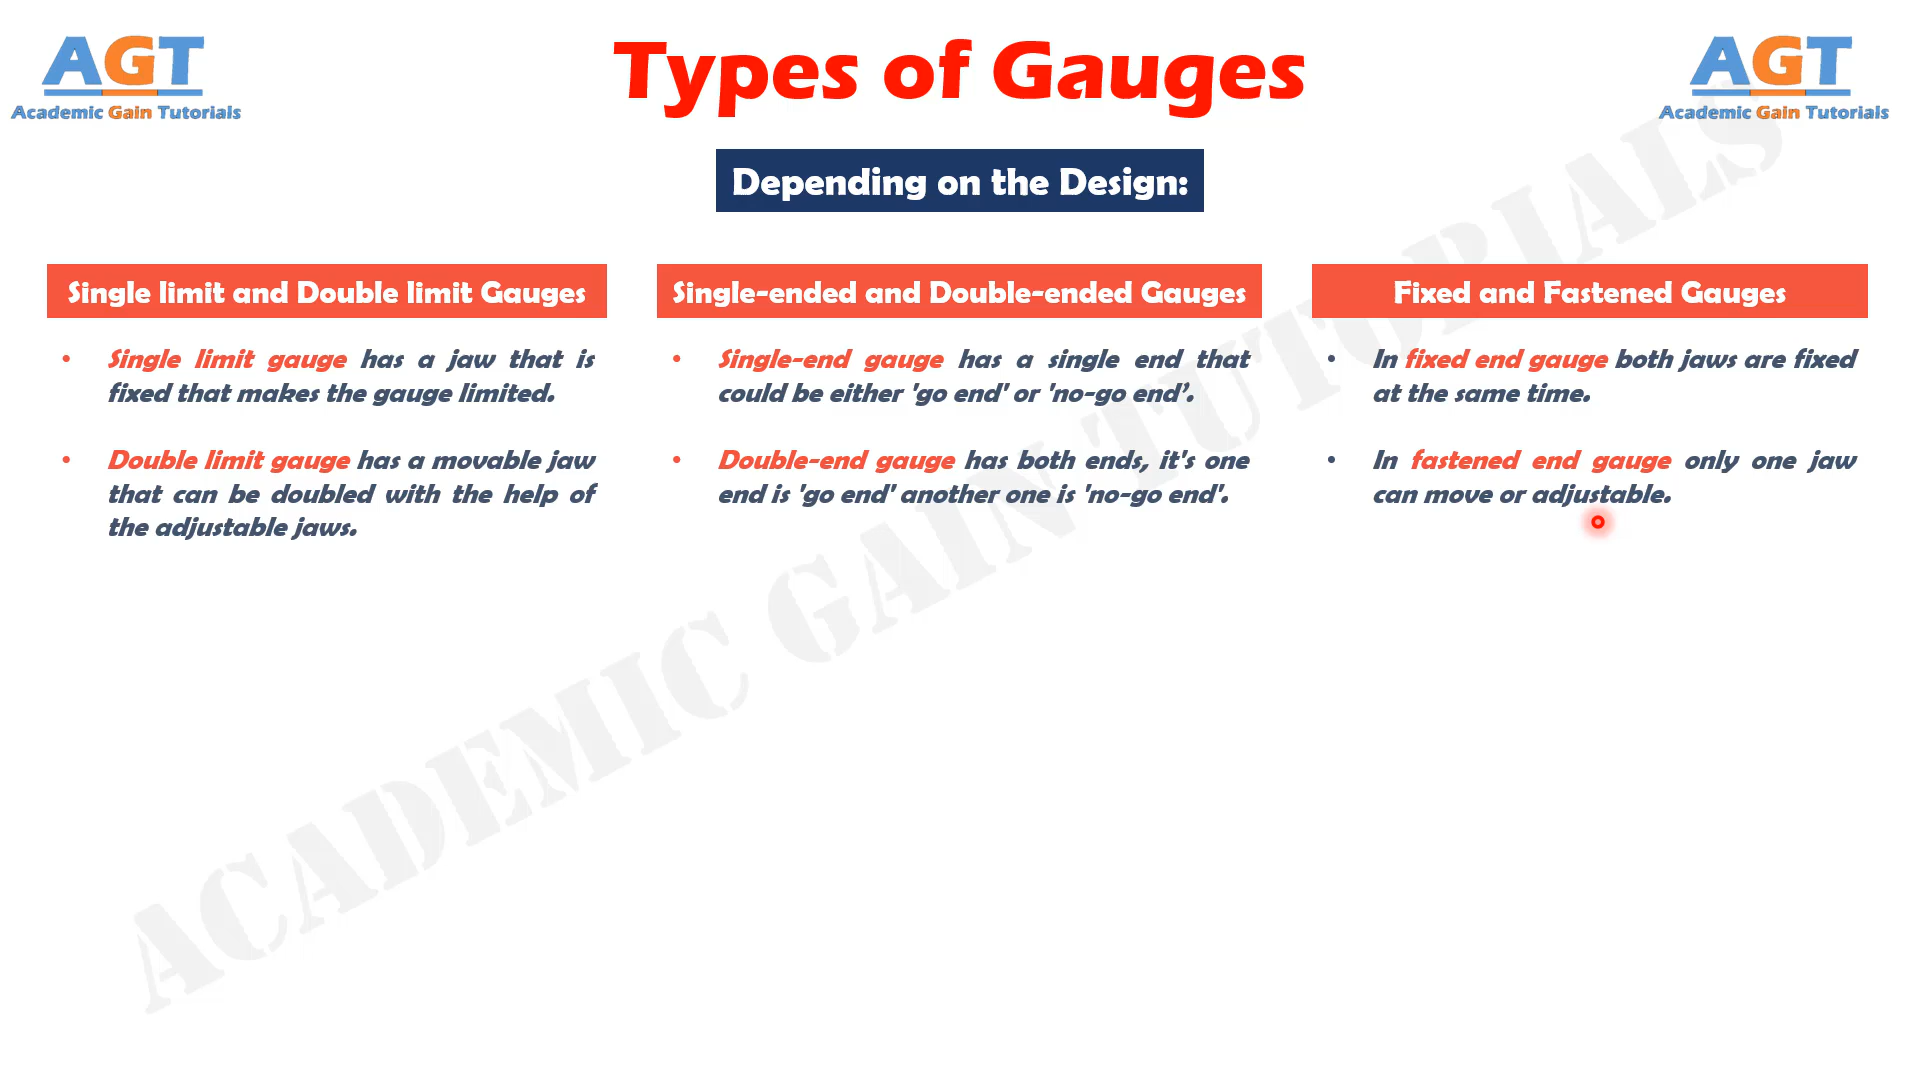 AGT
Academic Gain Tutorials
Types of Gauges
AGT
Academic Gain Tutorials
Depending on the Design:
Single limit and Double limit Gauges
• Single limit gauge has a jaw that is
fixed that makes the gauge limited.
• Double limit gauge has a movable jaw
that can be doubled with the help of
the adjustable jaws.
Single-ended and Double-ended Gauges
• Single-end gauge has a single end that
could be either 'go end' or 'no-go end’.
• Double-end gauge has both ends, it's one
end is 'go end' another one is 'no-go end'.
Fixed and Fastened Gauges
• In fixed end gauge both jaws are fixed
at the same time.
• In fastened end gauge only one jaw
can move or adjustable.
ACADEMIC GAIN TUTORIALS